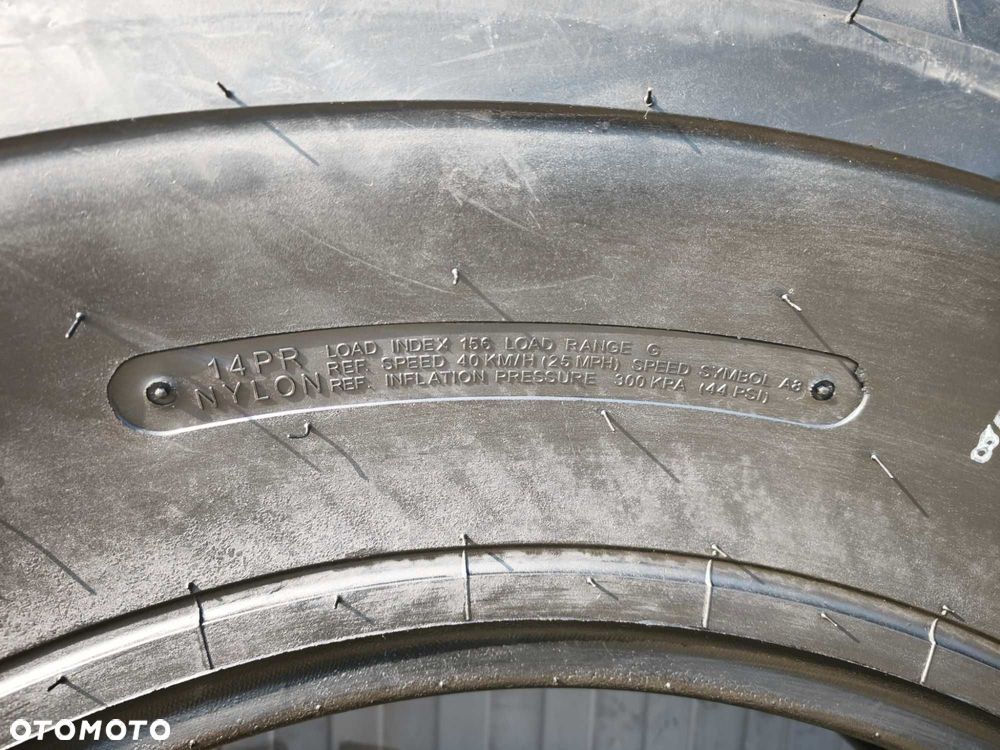 14PR
NYLON
LOAD INDEX 156 LOAD RANGE G
REF. SPEED 40 KM/H (25 MPH) SPEED SYMBOL A8
REF. INFLATION PRESSURE 300 KPA (44 PSI)
8
OTOMOTO